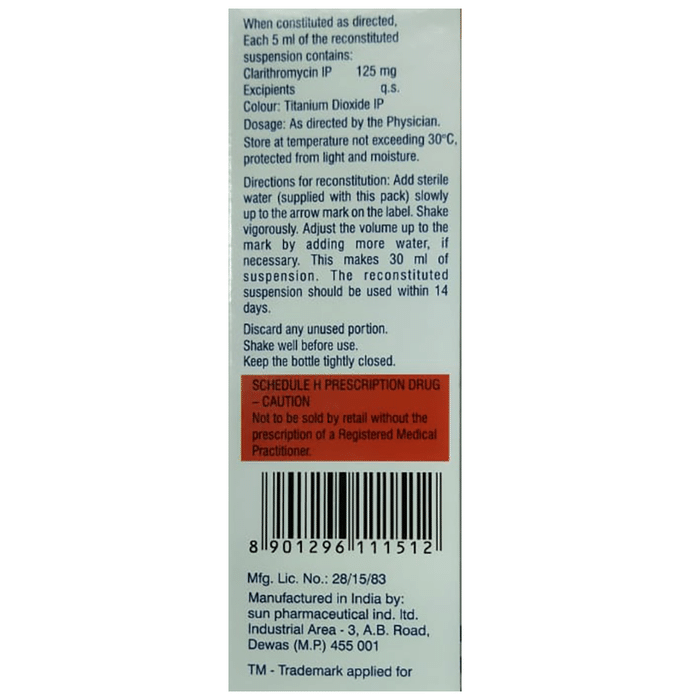 When constituted as directed,
Each 5 ml of the reconstituted
suspension contains:
Clarithromycin IP 125 mg
Excipients q.s.
Colour: Titanium Dioxide IP
Dosage: As directed by the Physician.
Store at temperature not exceeding 30°C,
protected from light and moisture.
Directions for reconstitution: Add sterile
water (supplied with this pack) slowly
up to the arrow mark on the label. Shake
vigorously. Adjust the volume up to the
mark by adding more water, if
necessary. This makes 30 ml of
suspension. The reconstituted
suspension should be used within 14
days.
Discard any unused portion.
Shake well before use.
Keep the bottle tightly closed.
SCHEDULE H PRESCRIPTION DRUG
– CAUTION
Not to be sold by retail without the
prescription of a Registered Medical
Practitioner.
8 901296 111512
Mfg. Lic. No.: 28/15/83
Manufactured in India by:
sun pharmaceutical ind. ltd.
Industrial Area - 3, A.B. Road,
Dewas (M.P.) 455 001
TM - Trademark applied for